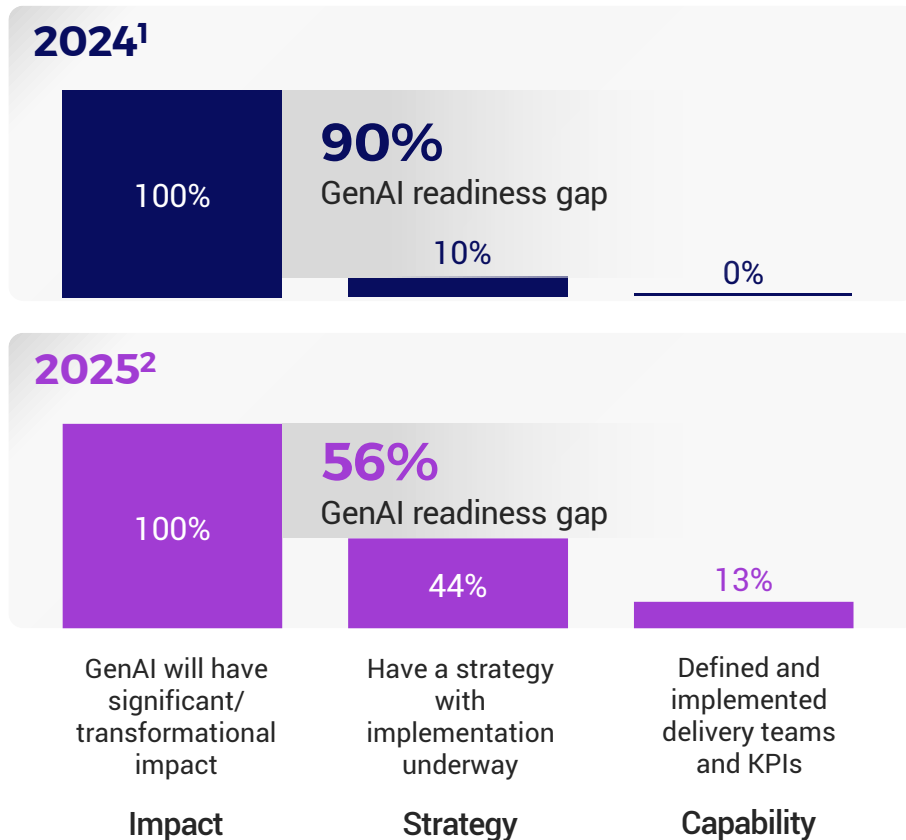 2024¹
90%
GenAI readiness gap
100%
10%
0%
2025²
56%
GenAI readiness gap
100%
44%
13%
GenAI will have
significant/
transformational
impact
Impact
Have a strategy
with
implementation
underway
Strategy
Defined and
implemented
delivery teams
and KPIs
Capability